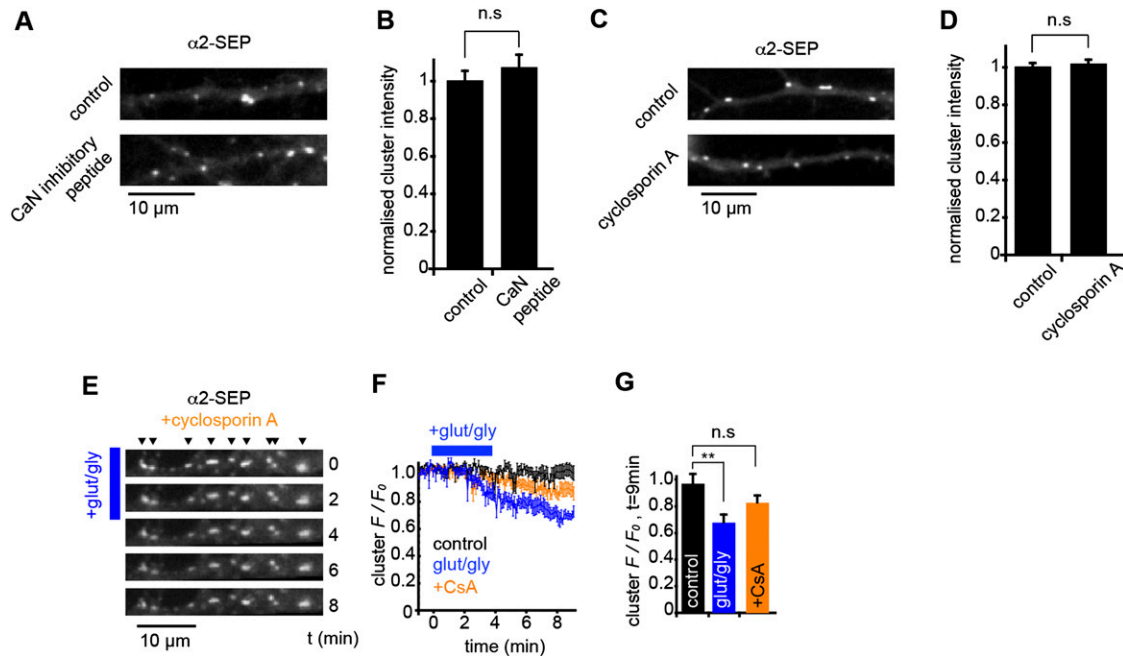 A
α2-SEP
control
CaN inhibitory
peptide
10 µm
B
n.s
normalised cluster intensity
1
0.8
0.6
0.4
0.2
0
control
CaN
peptide
C
α2-SEP
control
cyclosporin A
10 µm
D
n.s
normalised cluster intensity
1
0.8
0.6
0.4
0.2
0
control
cyclosporin A
E
α2-SEP
+cyclosporin A
+glut/gly
0
2
4
6
8
10 µm
t (min)
F
+glut/gly
cluster F / F0
1.0
0.8
0.6
0.4
0.2
0
control
glut/gly
+CsA
0 2 4 6 8
time (min)
G
n.s
**
cluster F / F0 , t=9min
1.0
0.8
0.6
0.4
0.2
0
control
glut/gly
+CsA